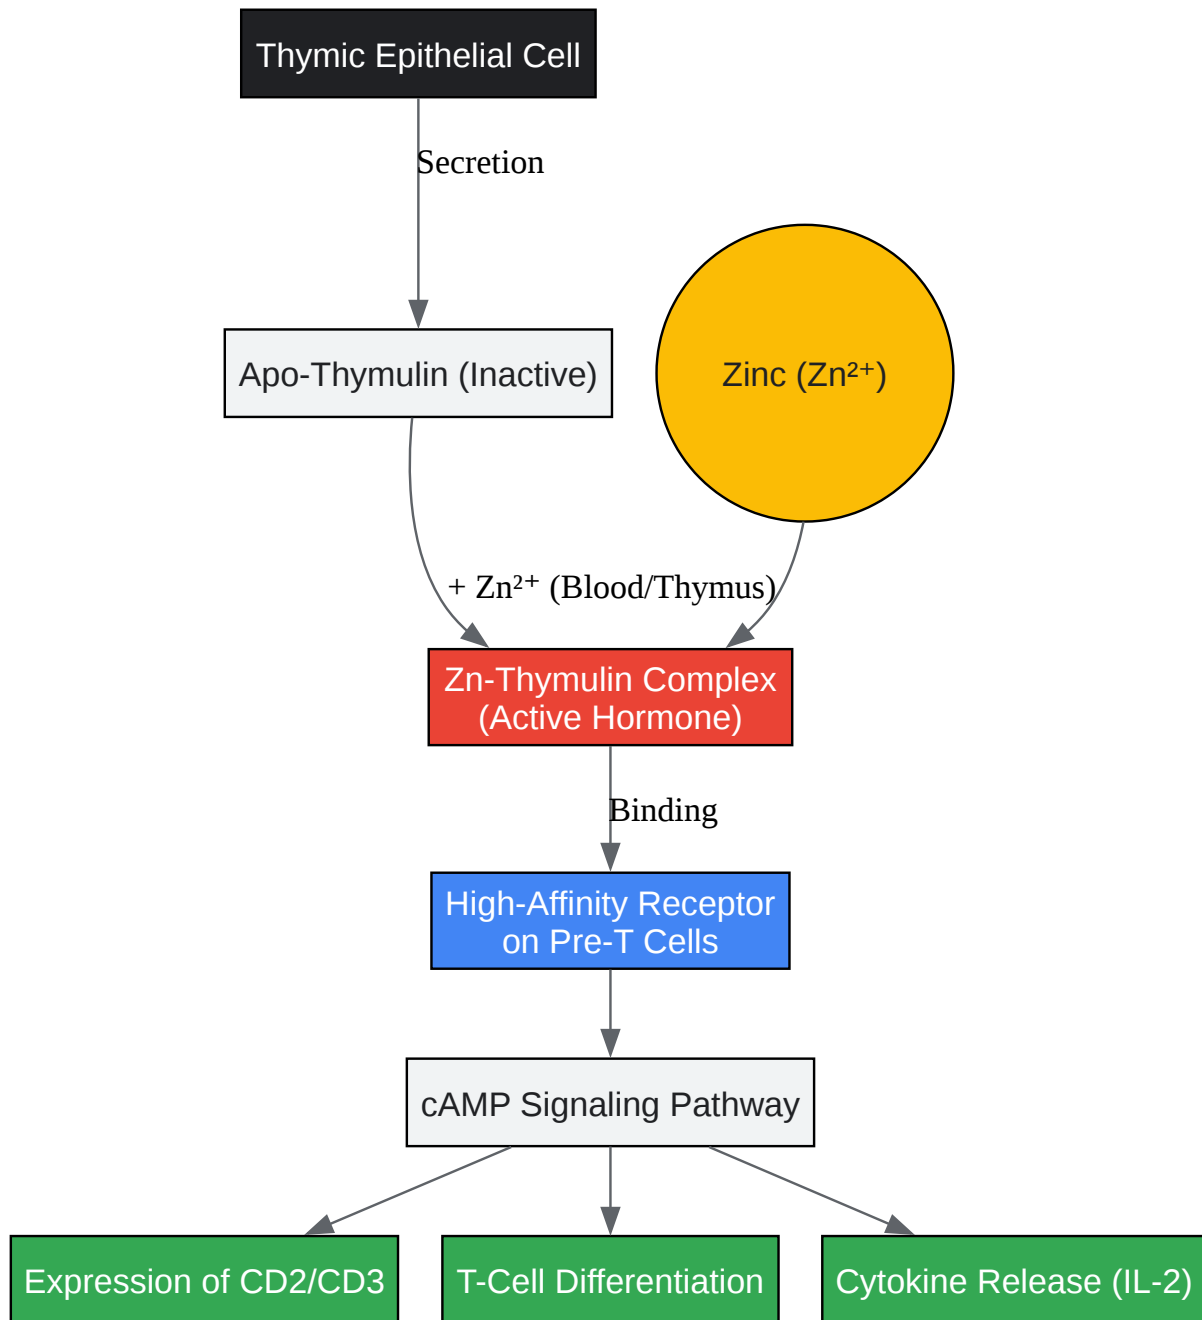 Thymic Epithelial Cell
Secretion
Apo-Thymulin (Inactive)
Zinc (Zn²⁺)
+ Zn²⁺ (Blood/Thymus)
Zn-Thymulin Complex
(Active Hormone)
Binding
High-Affinity Receptor
on Pre-T Cells
cAMP Signaling Pathway
Expression of CD2/CD3
T-Cell Differentiation
Cytokine Release (IL-2)